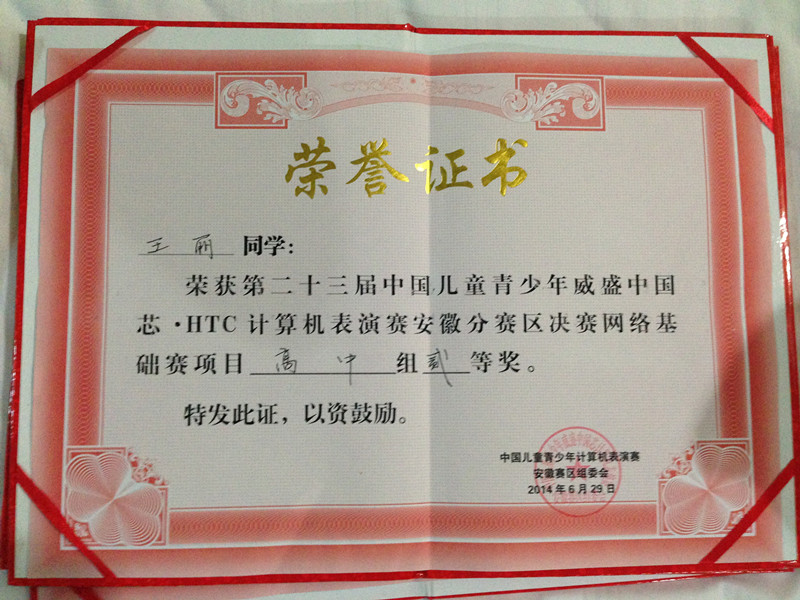 荣誉证书
王丽 同学:
荣获第二十三届中国儿童青少年威盛中国
芯·HTC计算机表演赛安徽分赛区决赛网络基
础赛项目 高中 组 贰 等奖。
特发此证,以资鼓励。
中国儿童青少年计算机表演赛
安徽赛区组委会
2014年6月29日